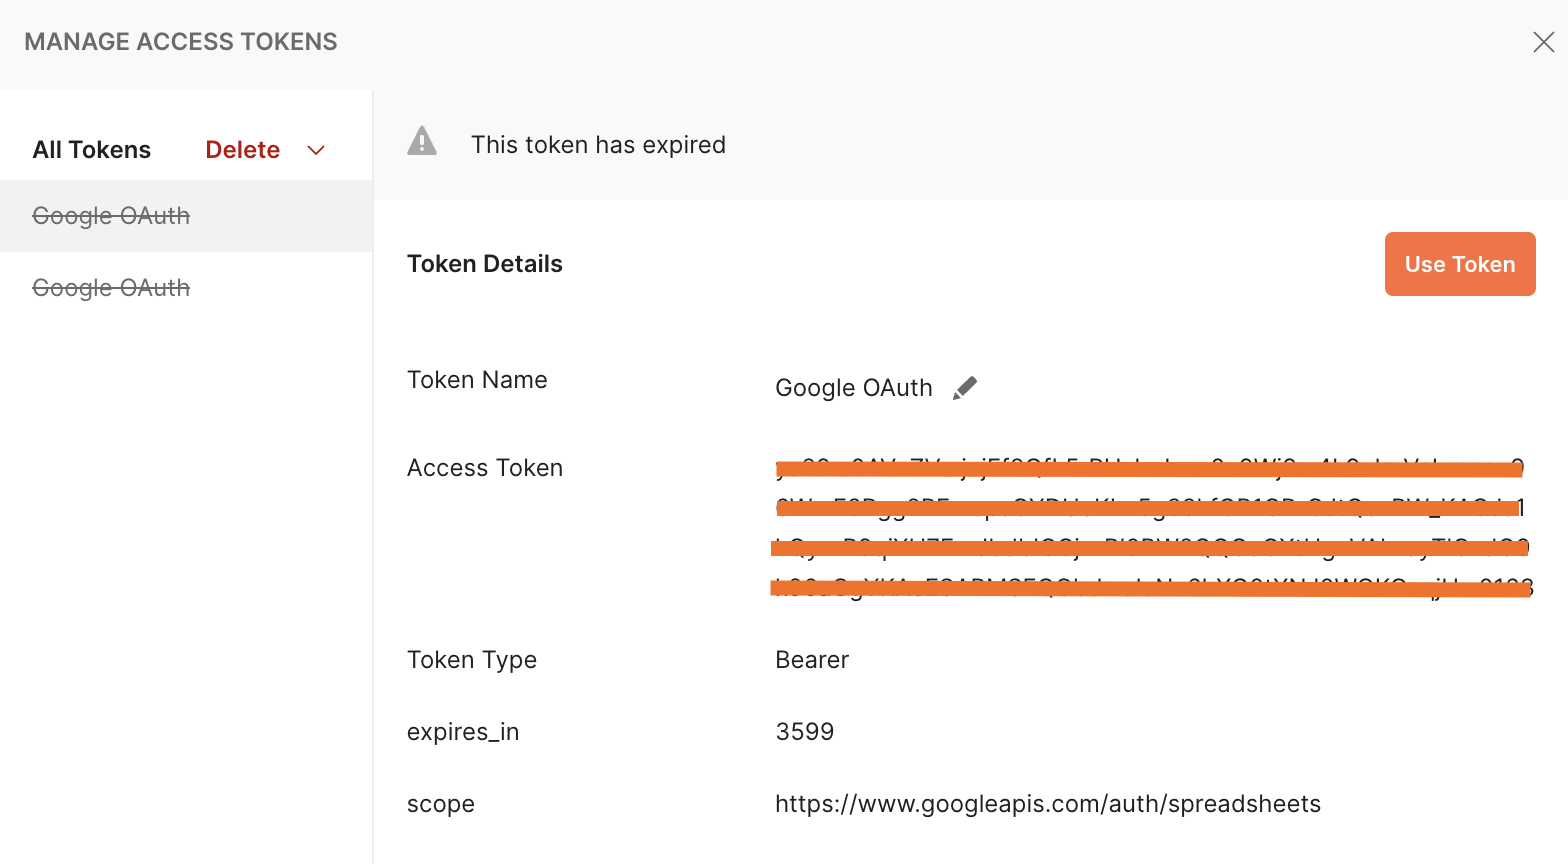 MANAGE ACCESS TOKENS
All Tokens Delete
Google OAuth
Google OAuth
This token has expired
Token Details
Use Token
Token Name
Google OAuth
Access Token
Token Type
Bearer
expires_in
3599
scope
https://www.googleapis.com/auth/spreadsheets